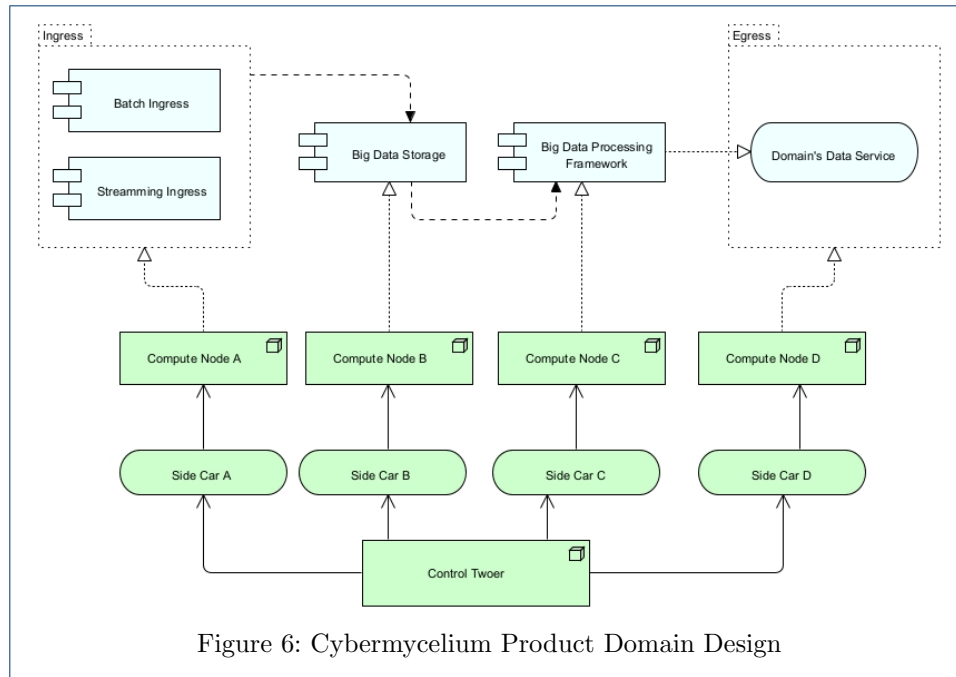 Ingress
Egress
Batch Ingress
Streamming Ingress
Big Data Storage
Big Data Processing
Framework
Domain's Data Service
Compute Node A
Compute Node B
Compute Node C
Compute Node D
Side Car A
Side Car B
Side Car C
Side Car D
Control Twoer
Figure 6: Cybermycelium Product Domain Design